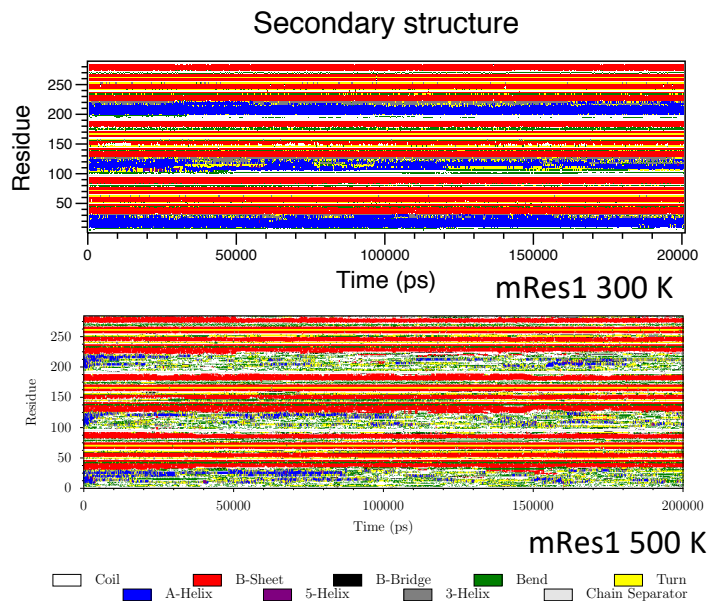 Secondary structure
Residue
250
200
150
100
50
0 50000 100000 150000 20000
Time (ps)
mRes1 300 K
Residue
250
200
150
100
50
0
0 50000 100000 150000 200000
Time (ps)
mRes1 500 K
Coil B-Sheet B-Bridge Bend Turn
A-Helix 5-Helix 3-Helix Chain Separator